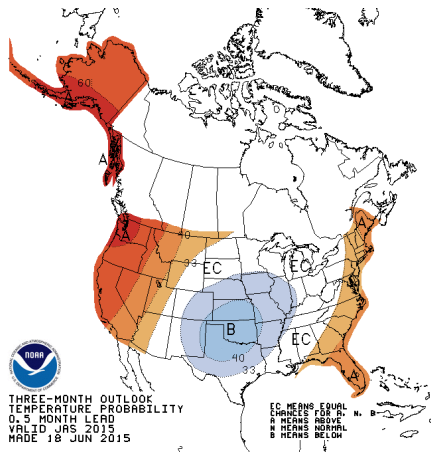 60
A
A
A
A
40
33
EC
EC
B
EC
40
33
A
NOAA
THREE-MONTH OUTLOOK
TEMPERATURE PROBABILITY
0.5 MONTH LEAD
VALID JAS 2015
MADE 18 JUN 2015
EC MEANS EQUAL
CHANCES FOR A, N, B
A MEANS ABOVE
N MEANS NORMAL
B MEANS BELOW